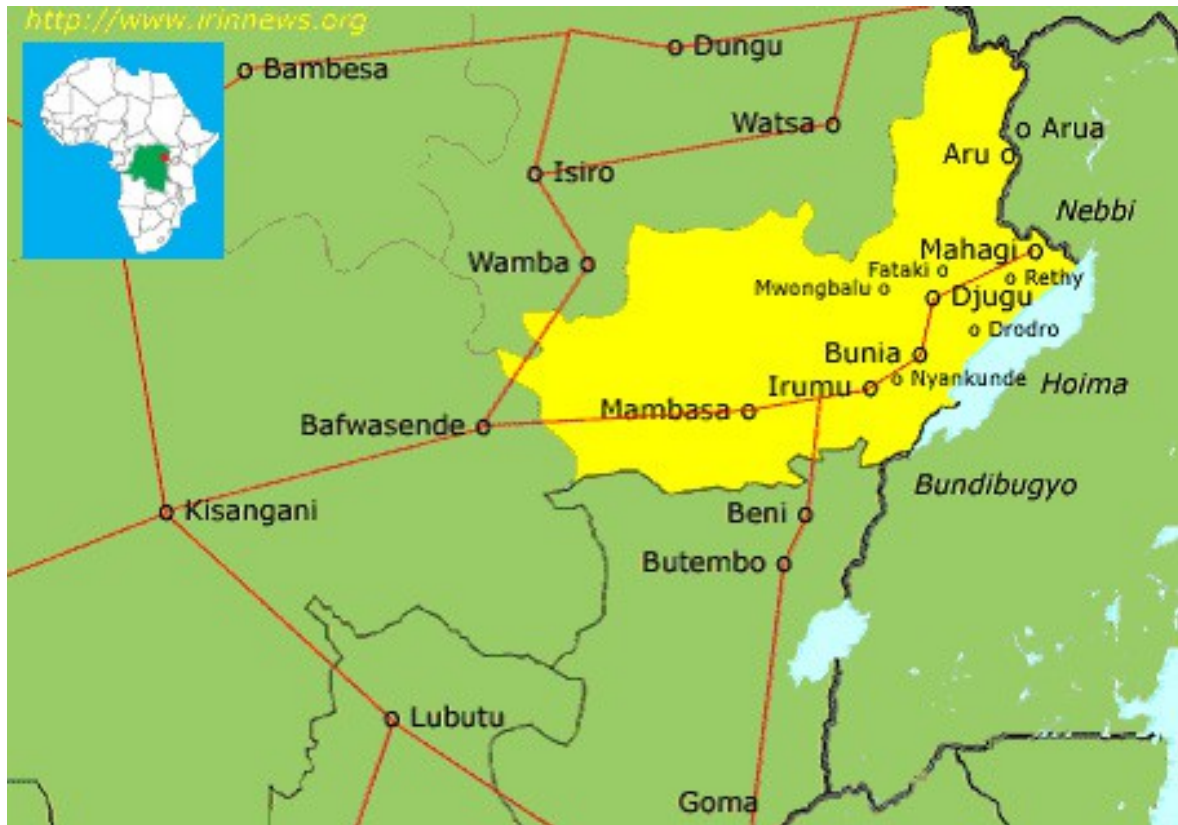 http://www.irinnews.org
Dungu
Bambesa
Watsa
Arua
Aru
Isiro
Nebbi
Mahagi
Wamba
Fataki
Rethy
Mwongbalu
Djugu
Drodro
Bunia
Nyankunde
Hoima
Irumu
Mambasa
Bafwasende
Bundibugyo
Kisangani
Beni
Butembo
Lubutu
Goma